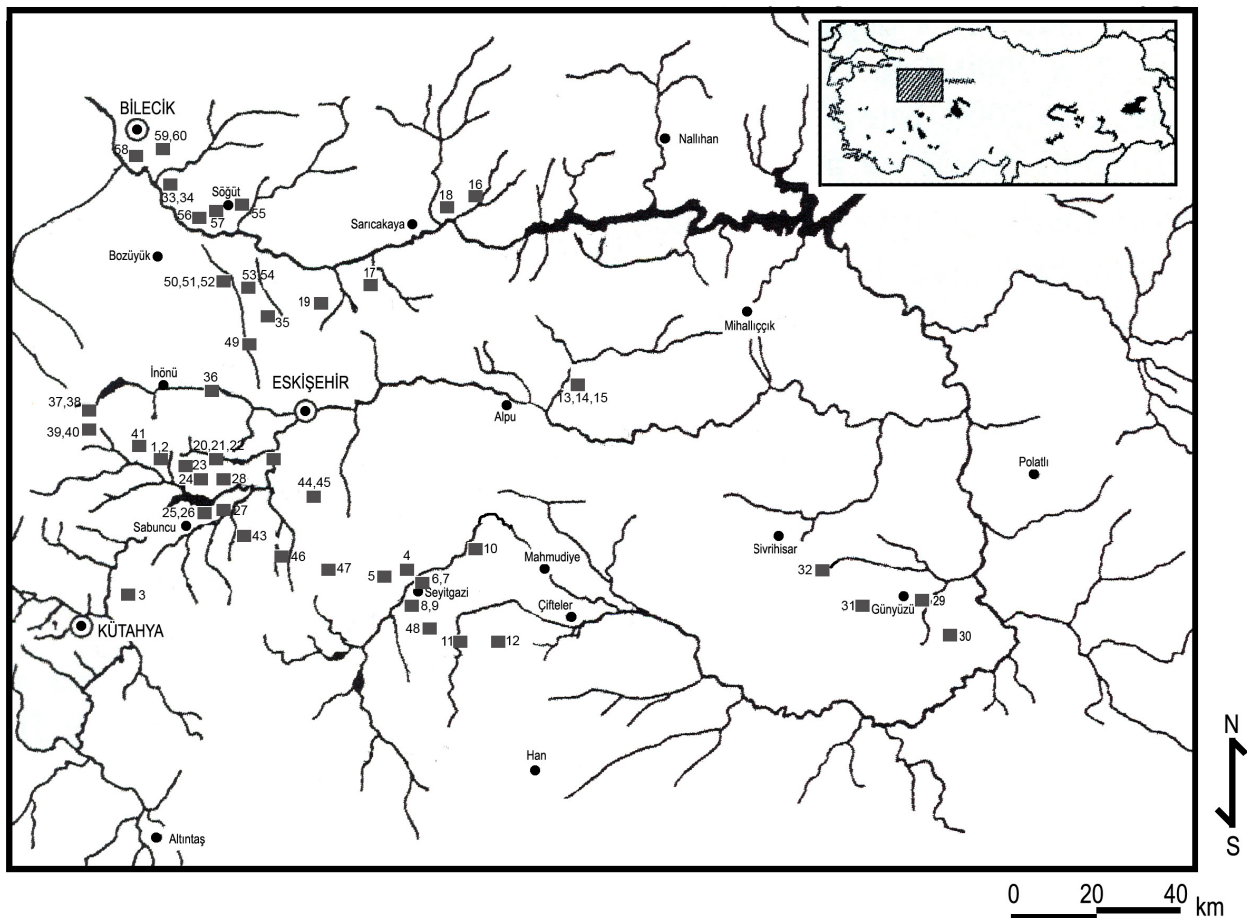 BİLECİK
59,60
58
33,34
Söğüt
56
57
55
Bozüyük
Sarıcakaya
18
16
Nallıhan
ANKARA
50,51,52
53,54
19
17
35
49
Mihallıççık
İnönü
36
ESKİŞEHİR
37,38
39,40
Alpu
13,14,15
41
1,2
20,21,22
23
24
28
44,45
Polatlı
25,26
27
Sabuncu
43
46
47
Sivrihisar
4
5
6,7
Seyitgazi
8,9
10
Mahmudiye
Çifteler
32
31
Günyüzü
29
30
3
KÜTAHYA
48
11
12
Han
Altıntaş
N
S
0 20 40 km